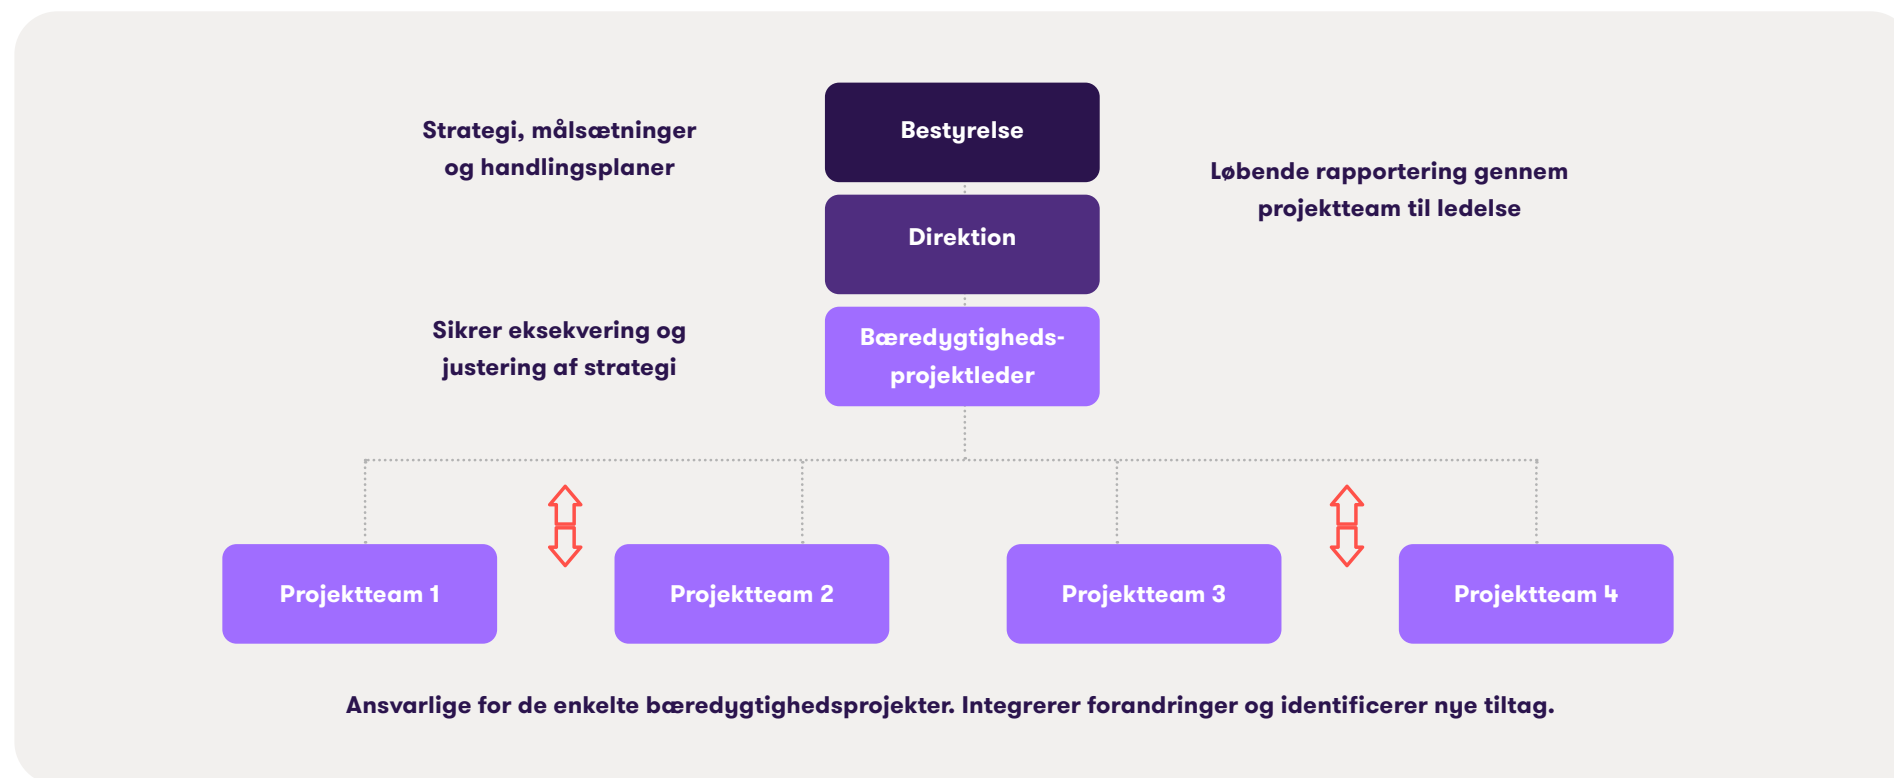 Strategi, målsætninger
og handlingsplaner
Bestyrelse
Løbende rapportering gennem
projektteam til ledelse
Direktion
Sikrer eksekvering og
justering af strategi
Bæredygtigheds-
projektleder
Projektteam 1
Projektteam 2
Projektteam 3
Projektteam 4
Ansvarlige for de enkelte bæredygtighedsprojekter. Integrerer forandringer og identificerer nye tiltag.